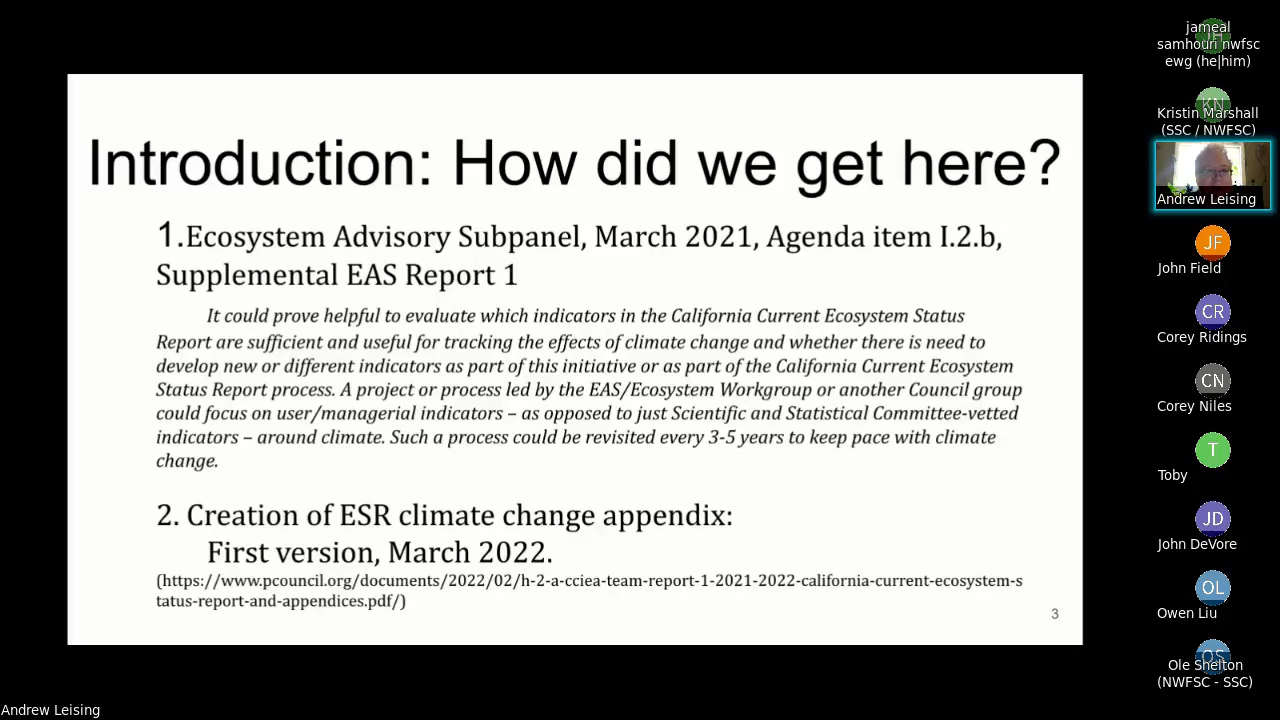 Introduction: How did we get here?
1.Ecosystem Advisory Subpanel, March 2021, Agenda item I.2.b,
Supplemental EAS Report 1
It could prove helpful to evaluate which indicators in the California Current Ecosystem Status
Report are sufficient and useful for tracking the effects of climate change and whether there is need to
develop new or different indicators as part of this initiative or as part of the California Current Ecosystem
Status Report process. A project or process led by the EAS/Ecosystem Workgroup or another Council group
could focus on user/managerial indicators – as opposed to just Scientific and Statistical Committee-vetted
indicators – around climate. Such a process could be revisited every 3-5 years to keep pace with climate
change.
2. Creation of ESR climate change appendix:
First version, March 2022.
(https://www.pcouncil.org/documents/2022/02/h-2-a-cciea-team-report-1-2021-2022-california-current-ecosystem-s
tatus-report-and-appendices.pdf/)
3
jameal
samhouri nwfsc
ewg (he|him)
JH
KN
Kristin Marshall
(SSC / NWFSC)
Andrew Leising
JF
John Field
CR
Corey Ridings
CN
Corey Niles
T
Toby
JD
John DeVore
OL
Owen Liu
OS
Ole Shelton
(NWFSC - SSC)
Andrew Leising